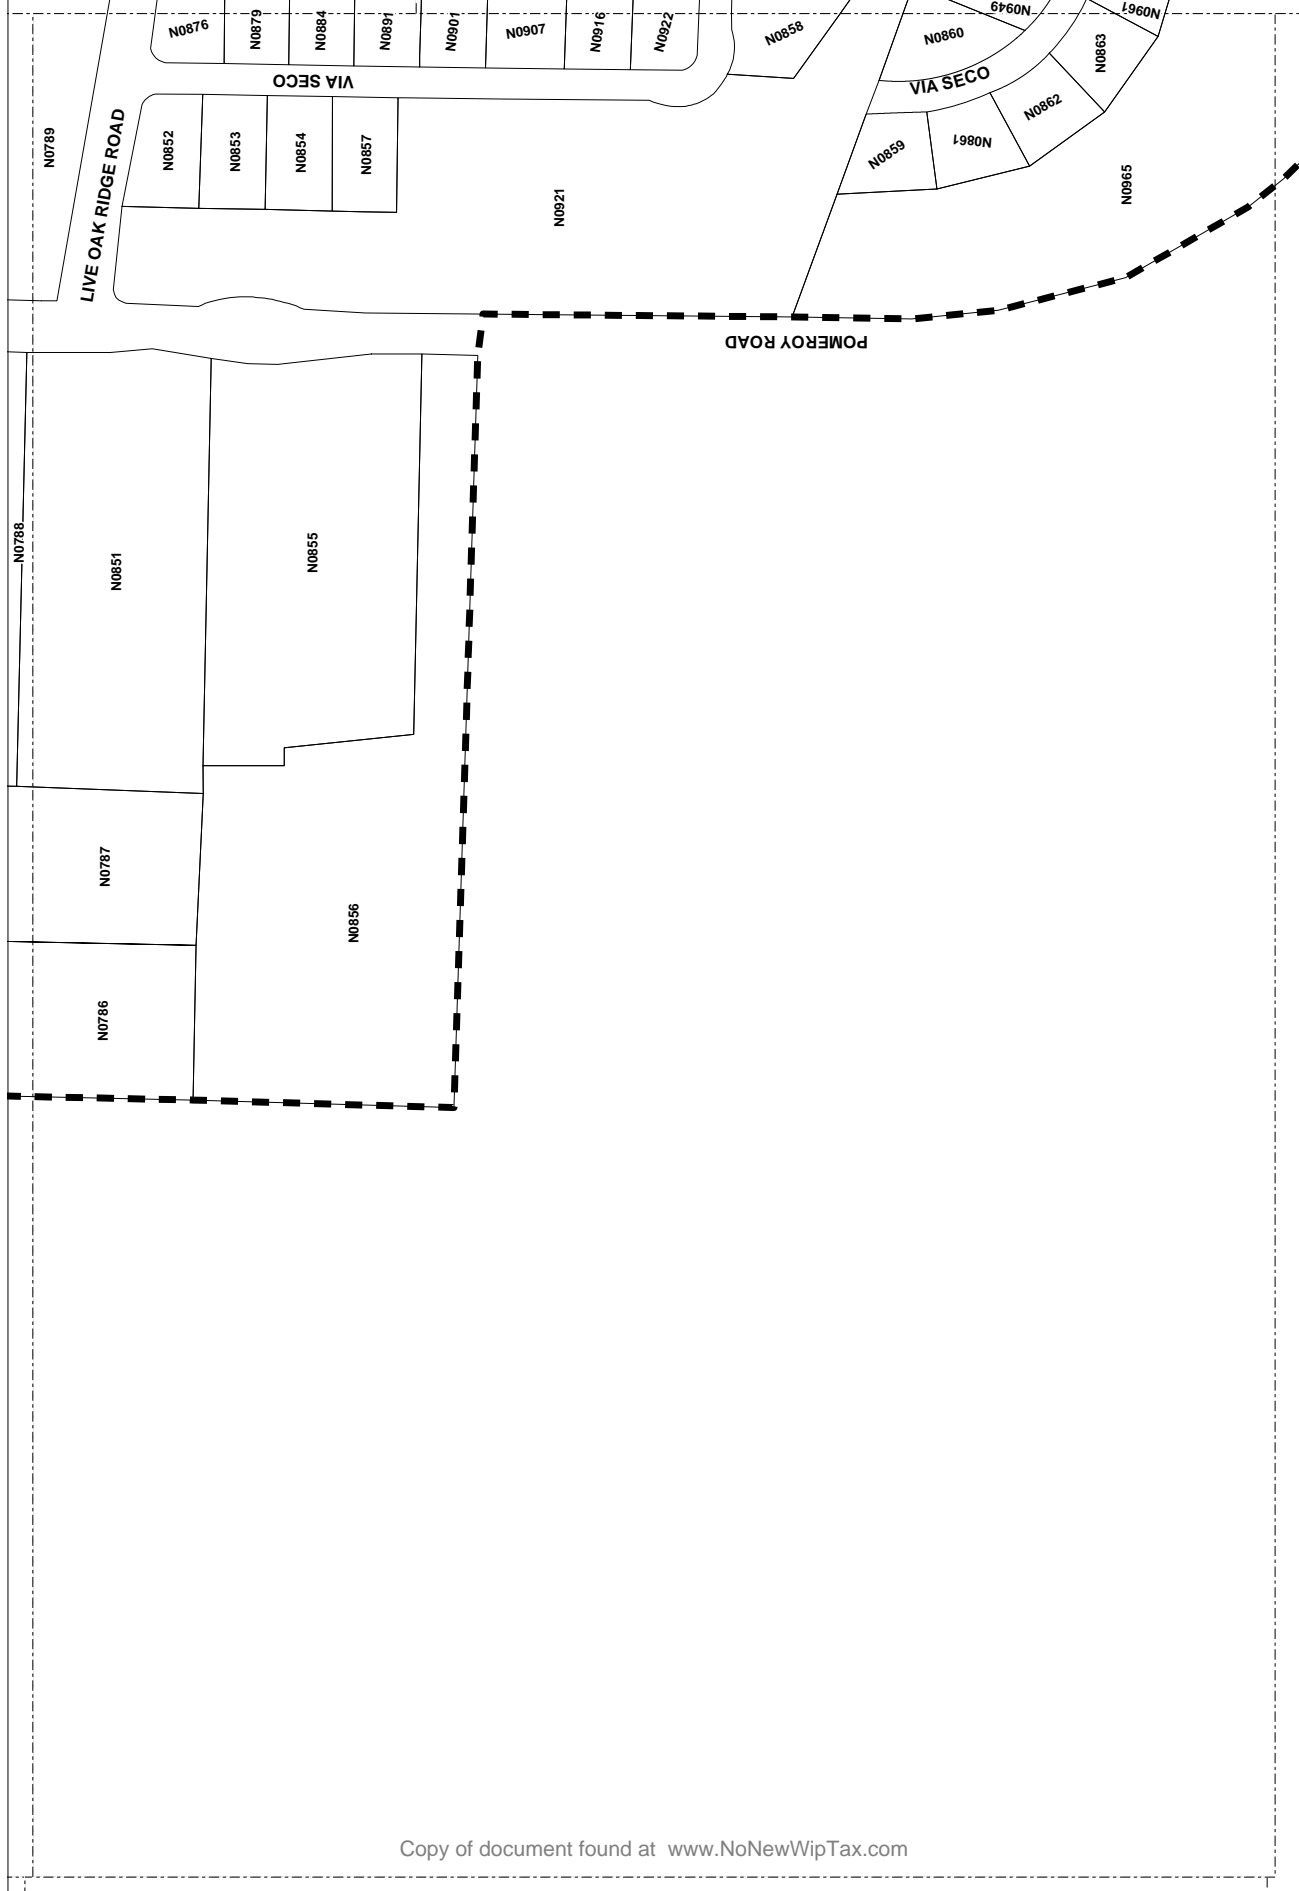 N0876
N0879
N0884
N0891
N0901
N0907
N0916
N0922
N0858
N0860
N0949
N0961
N0863
VIA SECO
VIA SECO
N0862
N0861
N0859
N0789
LIVE OAK RIDGE ROAD
N0852
N0853
N0854
N0857
N0921
N0965
POMEROY ROAD
N0788
N0851
N0855
N0787
N0856
N0786
Copy of document found at www.NoNewWipTax.com